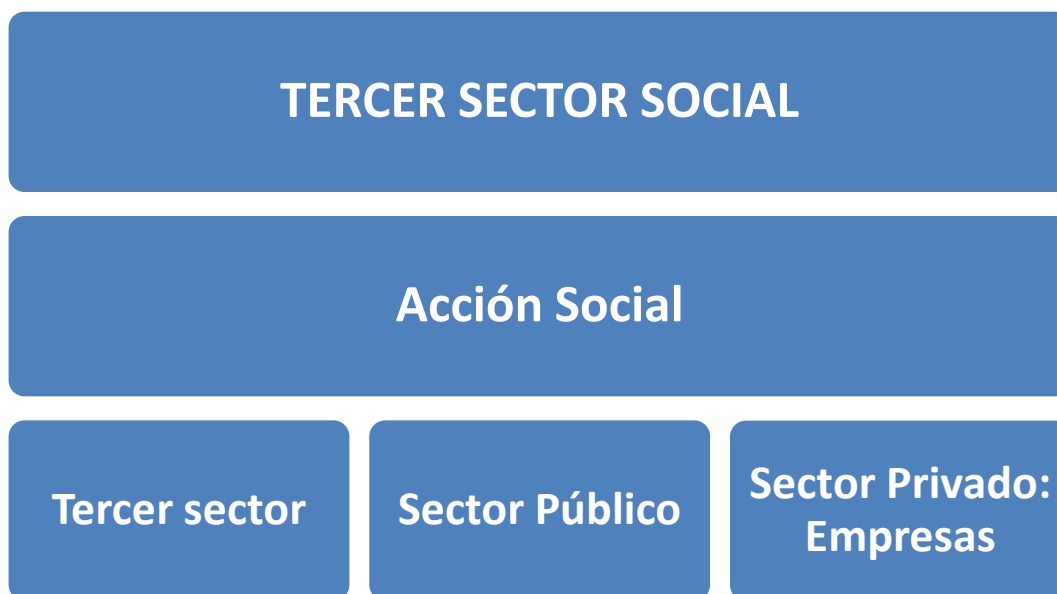 TERCER SECTOR SOCIAL
Acción Social
Tercer sector
Sector Público
Sector Privado:
Empresas